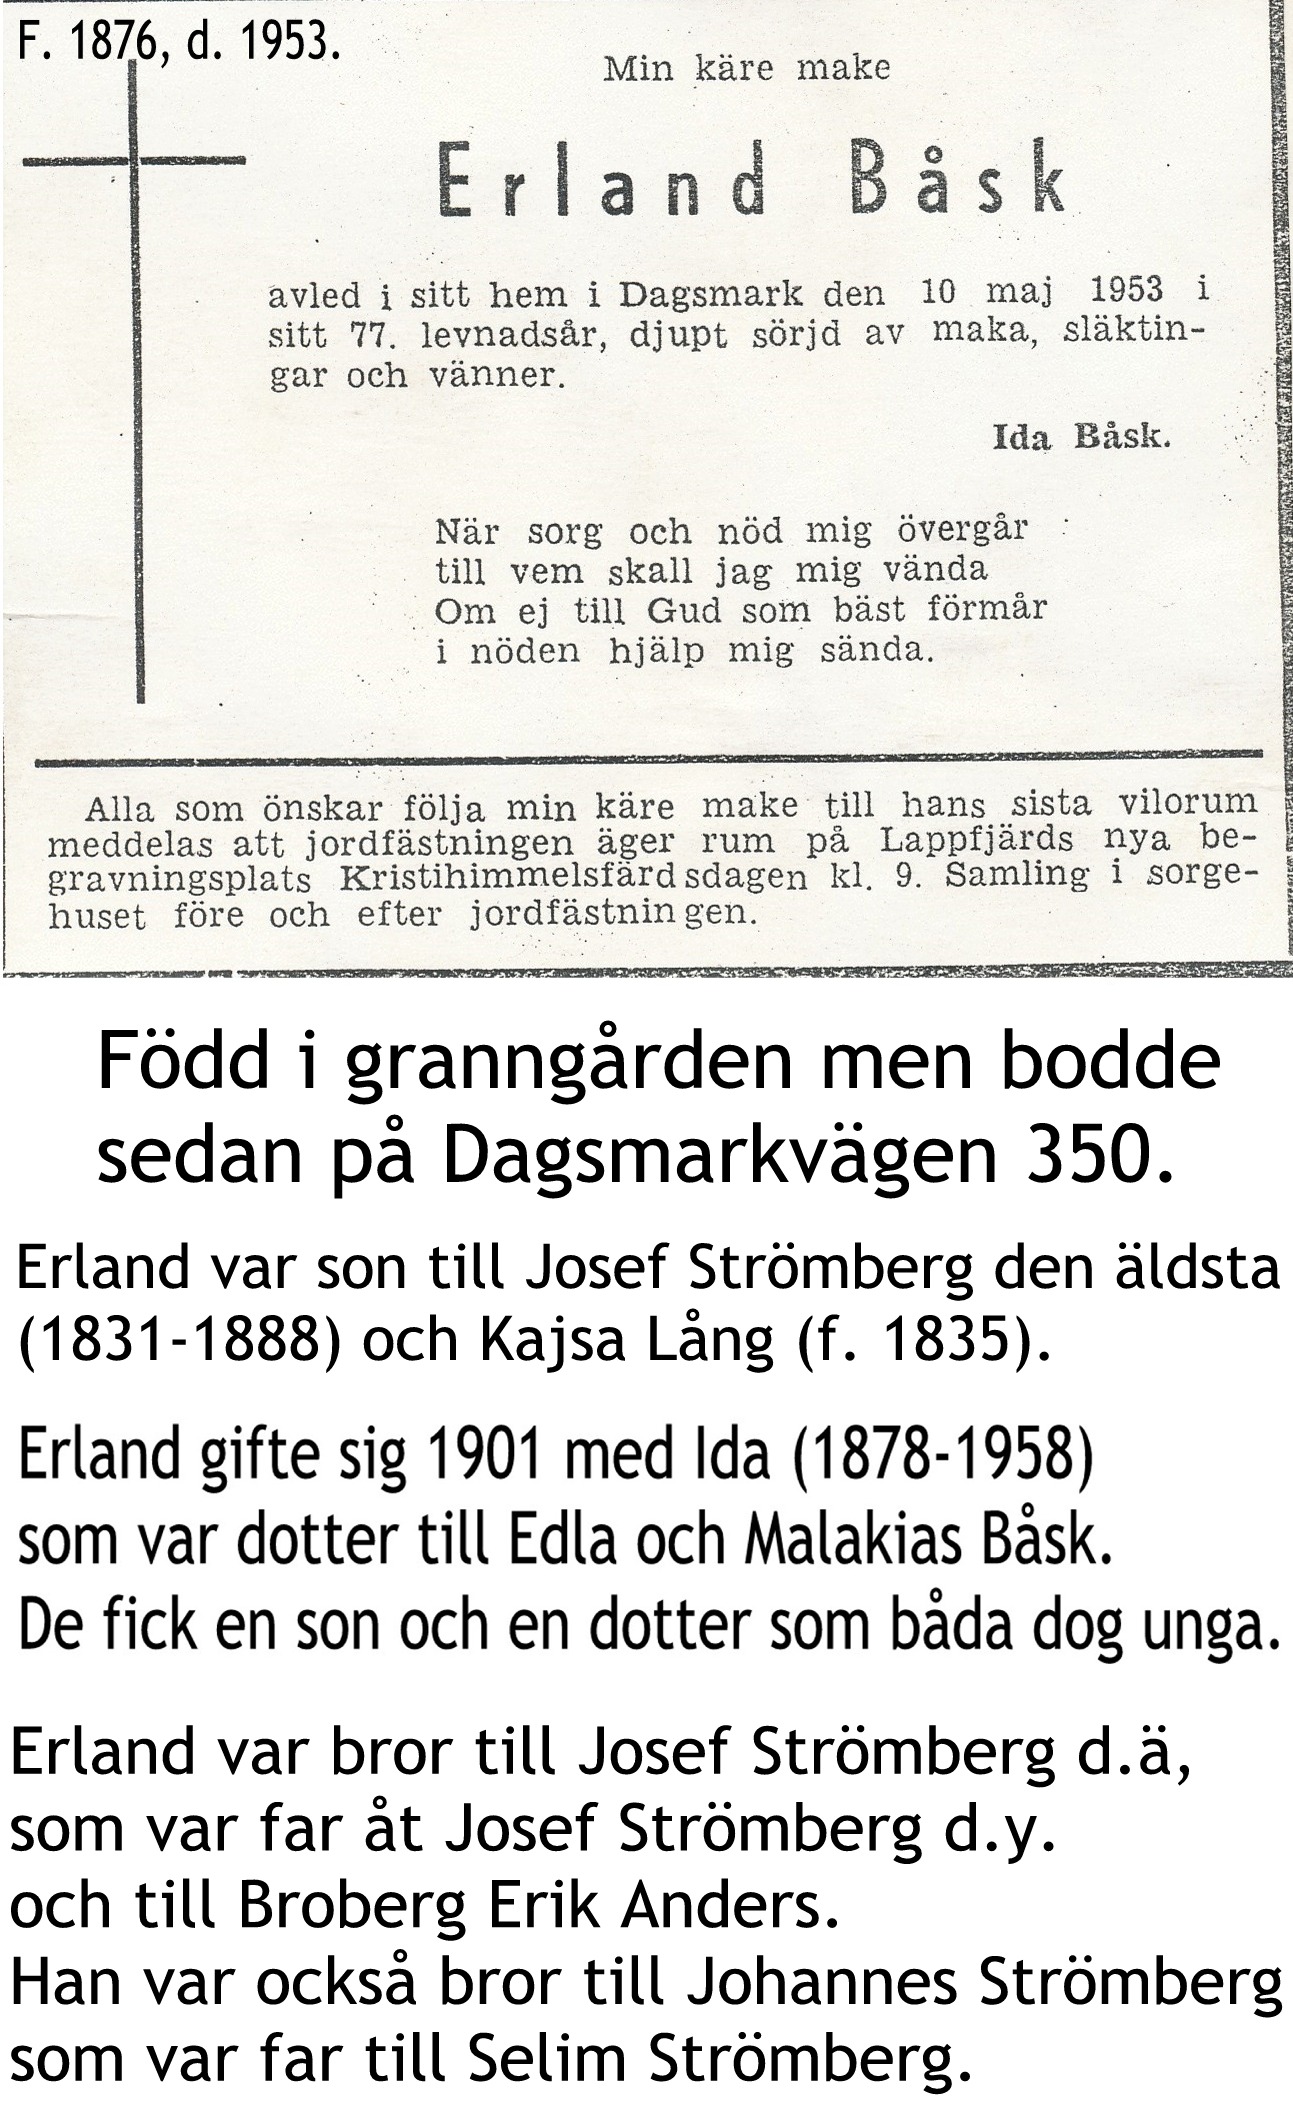 F. 1876, d. 1953.
Min käre make
Erland Båsk
avled i sitt hem i Dagsmark den 10 maj 1953 i
sitt 77. levnadsår, djupt sörjd av maka, släktin-
gar och vänner.
Ida Båsk.
När sorg och nöd mig övergår
till vem skall jag mig vända
Om ej till Gud som bäst förmår
i nöden hjälp mig sända.
Alla som önskar följa min käre make till hans sista vilorum
meddelas att jordfästningen äger rum på Lappfjärds nya be-
gravningsplats Kristihimmelsfärdsdagen kl. 9. Samling i sorge-
huset före och efter jordfästningen.
Född i granngården men bodde
sedan på Dagsmarkvägen 350.
Erland var son till Josef Strömberg den äldsta
(1831-1888) och Kajsa Lång (f. 1835).
Erland gifte sig 1901 med Ida (1878-1958)
som var dotter till Edla och Malakias Båsk.
De fick en son och en dotter som båda dog unga.
Erland var bror till Josef Strömberg d.ä,
som var far åt Josef Strömberg d.y.
och till Broberg Erik Anders.
Han var också bror till Johannes Strömberg
som var far till Selim Strömberg.